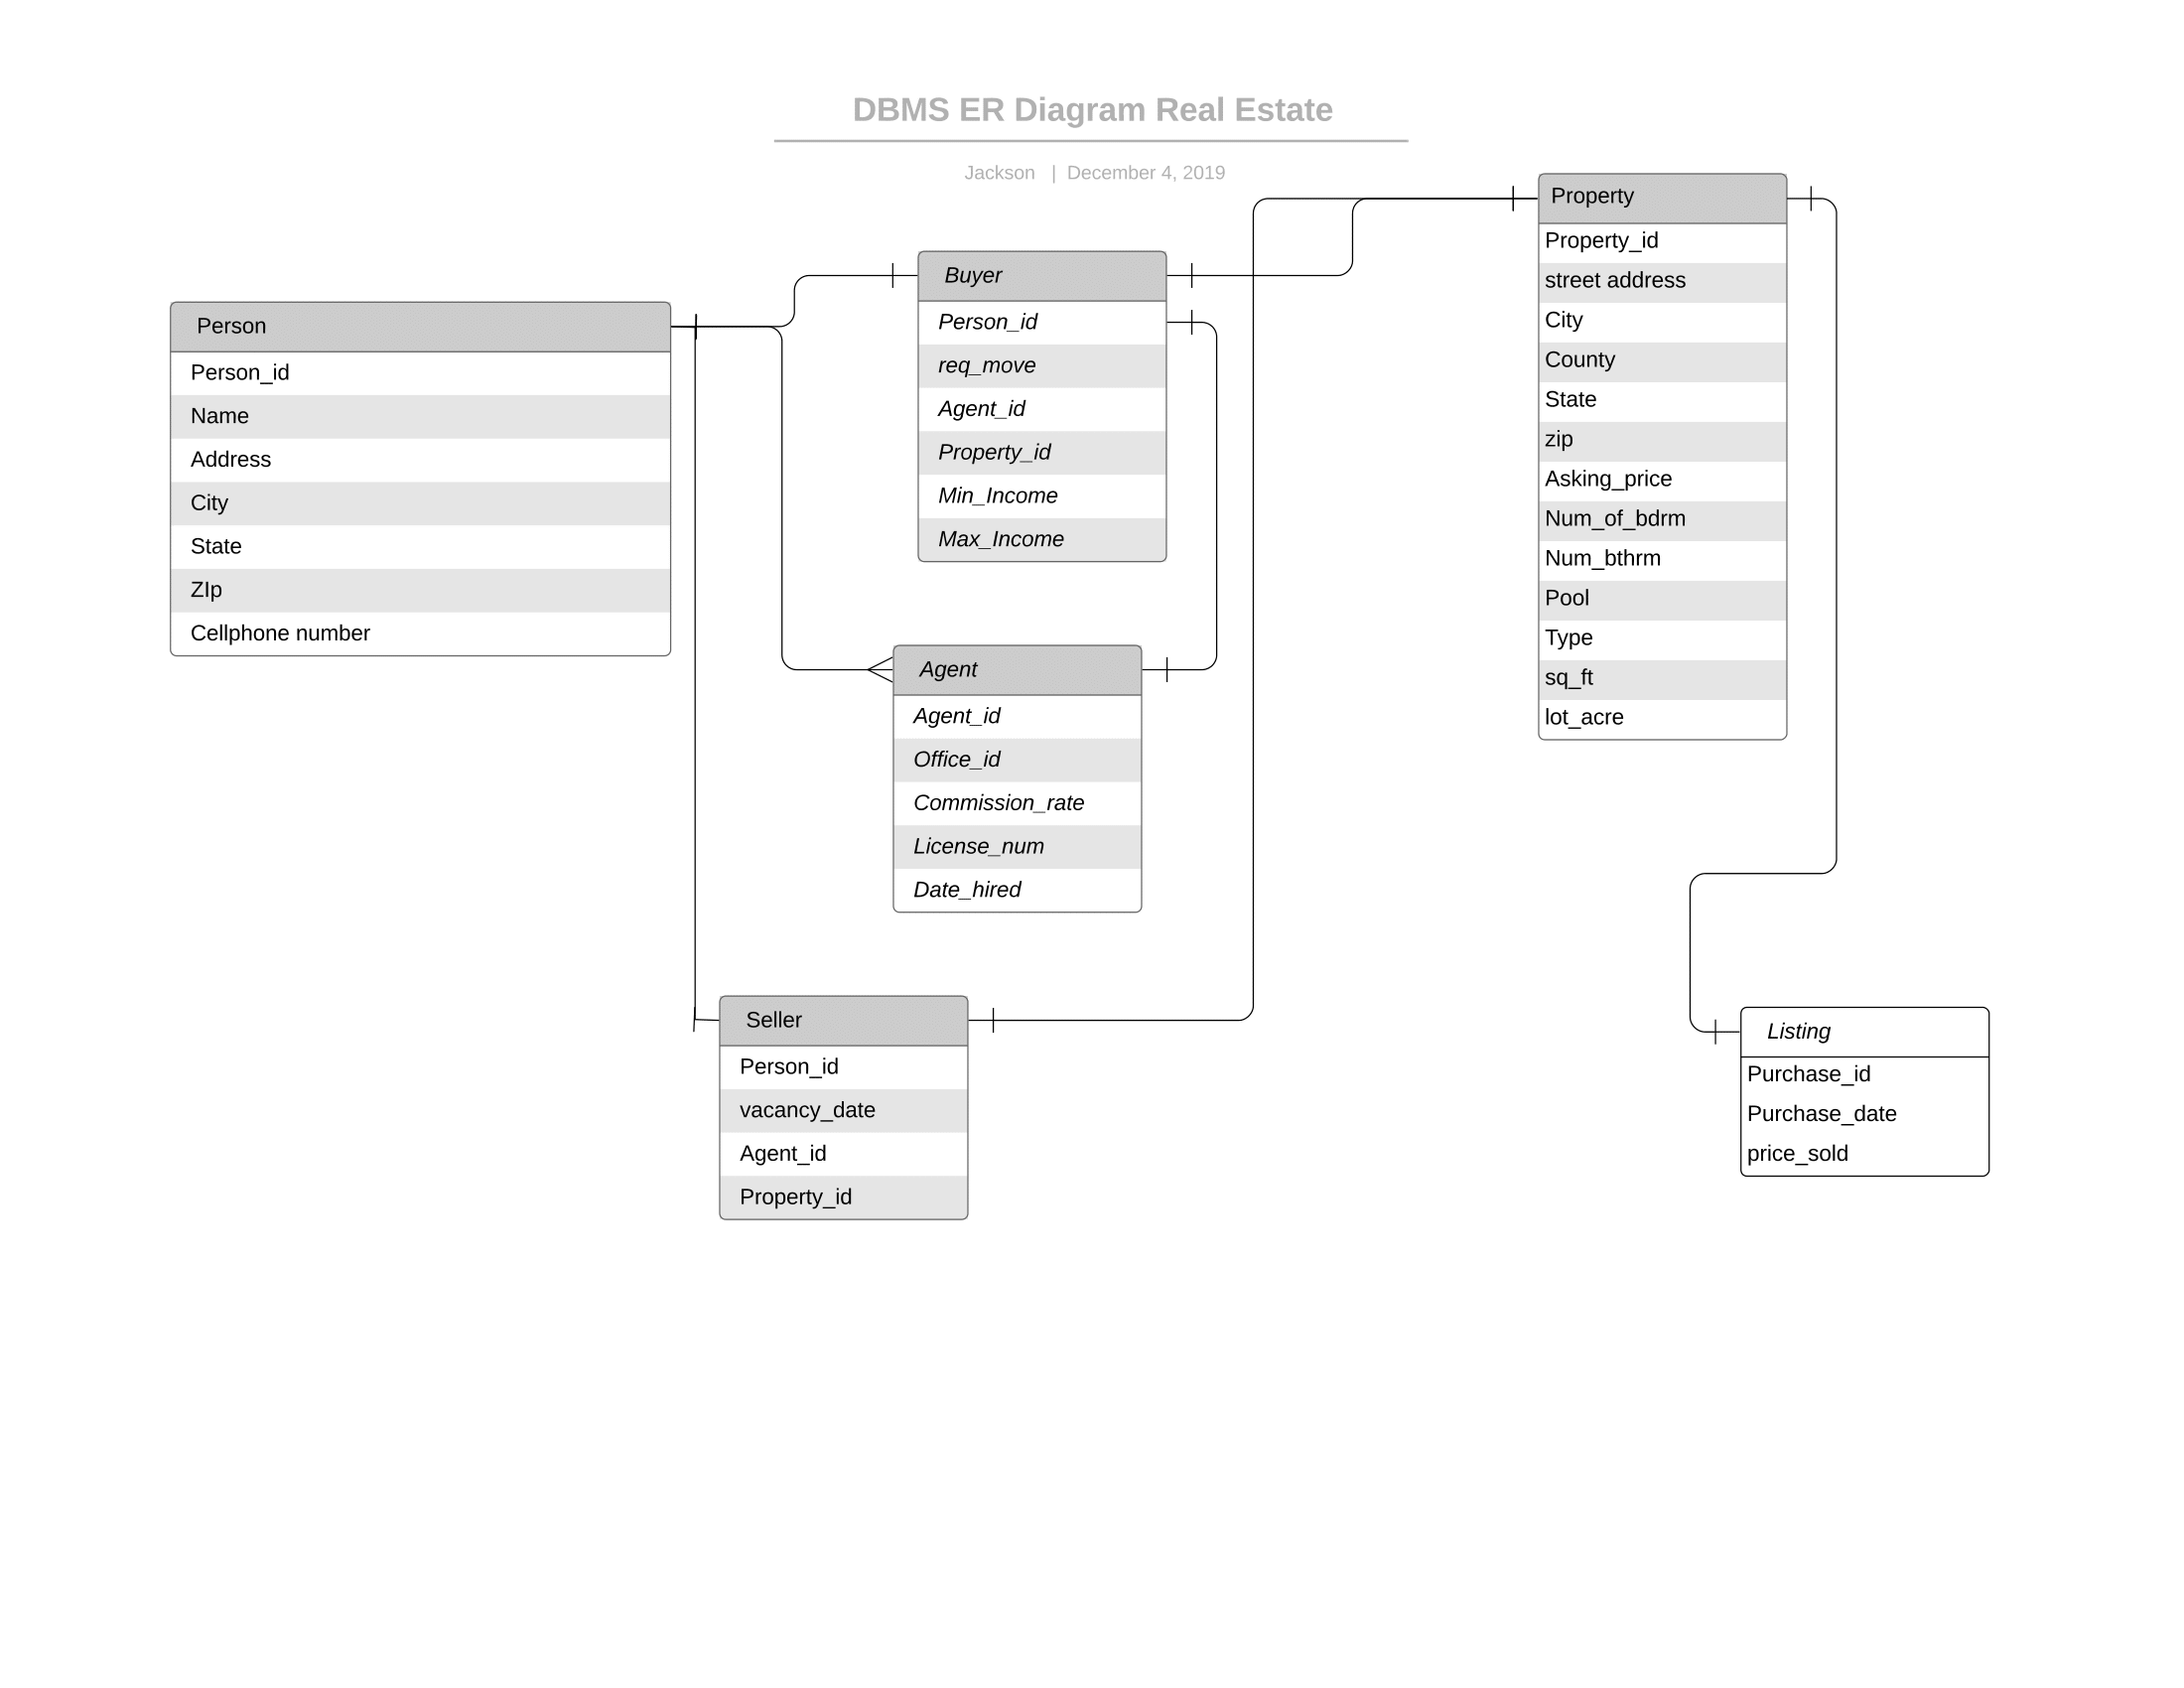 DBMS ER Diagram Real Estate
Jackson | December 4, 2019
Person
Person_id
Name
Address
City
State
ZIp
Cellphone number
Buyer
Person_id
req_move
Agent_id
Property_id
Min_Income
Max_Income
Agent
Agent_id
Office_id
Commission_rate
License_num
Date_hired
Seller
Person_id
vacancy_date
Agent_id
Property_id
Property
Property_id
street address
City
County
State
zip
Asking_price
Num_of_bdrm
Num_bthrm
Pool
Type
sq_ft
lot_acre
Listing
Purchase_id
Purchase_date
price_sold